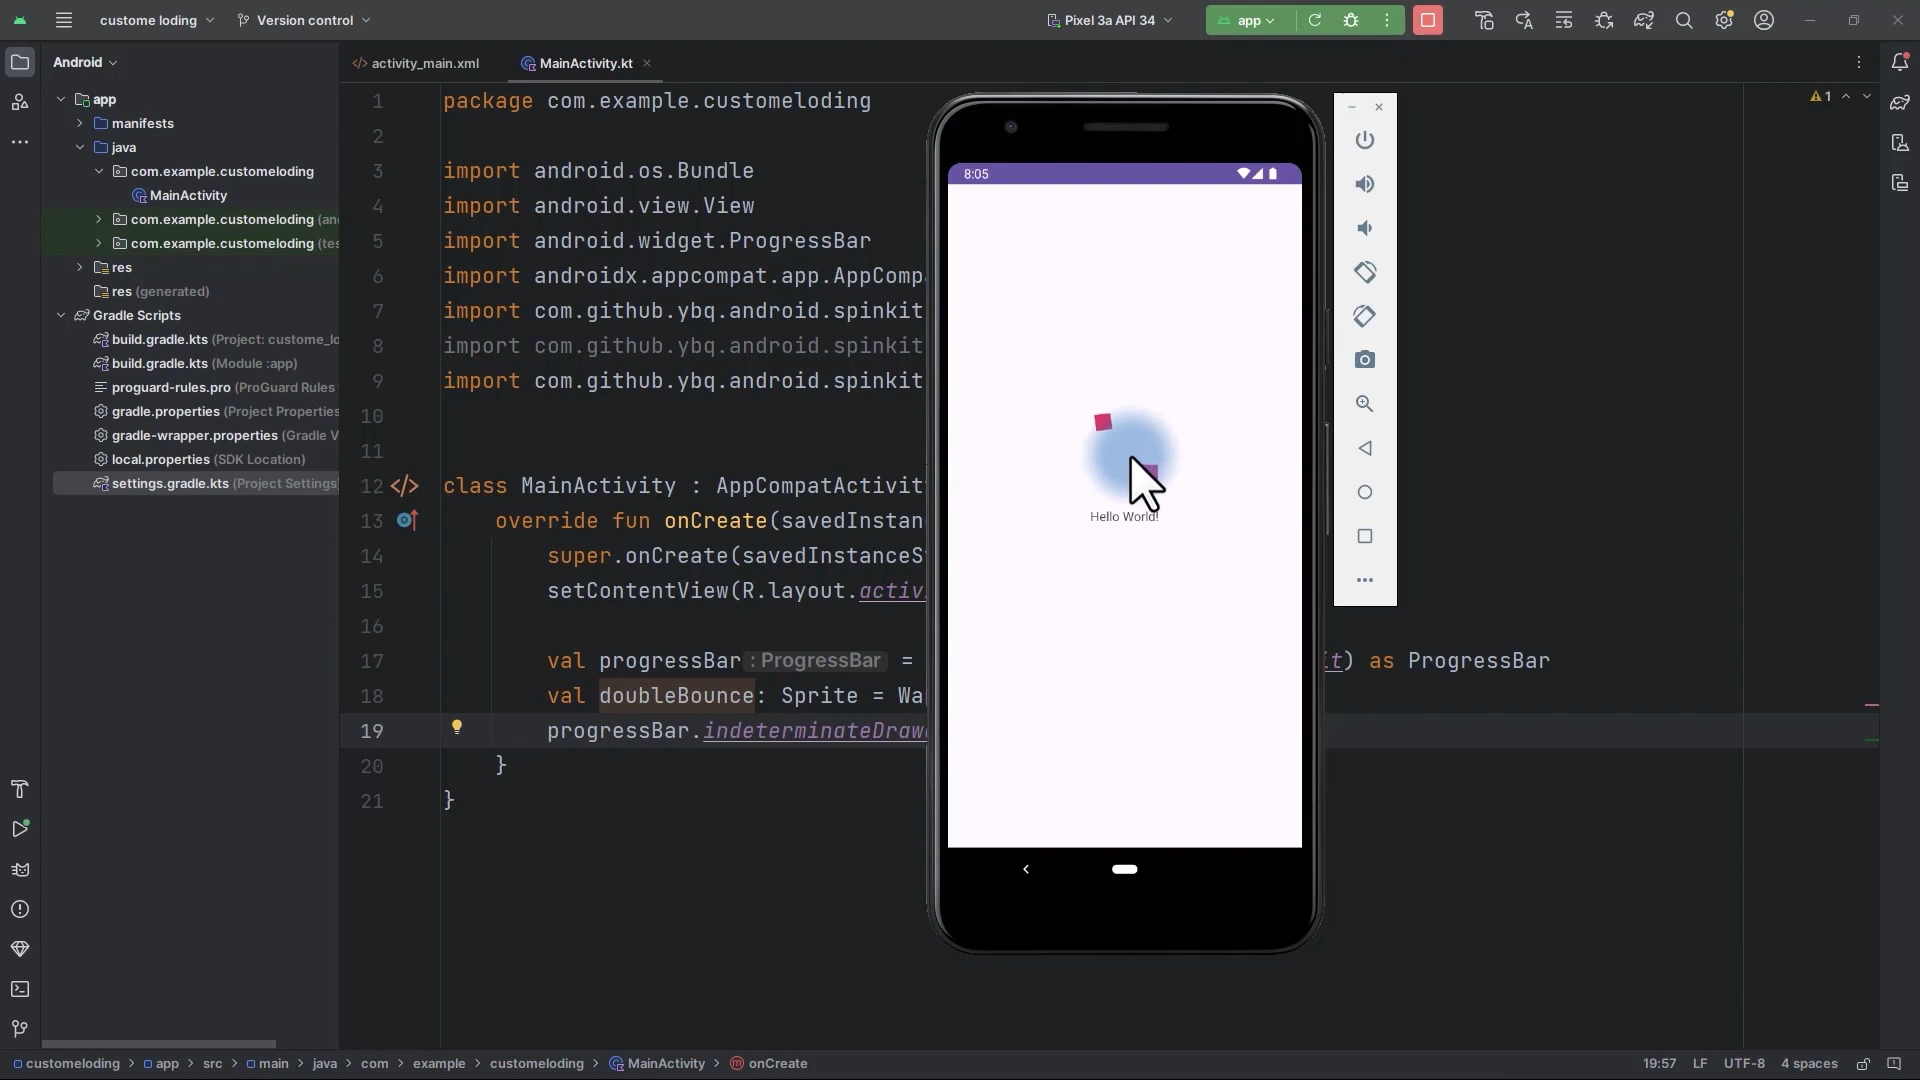 custome loding
Version control
Pixel 3a API 34
app
Android
activity_main.xml
MainActivity.kt
app
manifests
java
com.example.customeloding
MainActivity
com.example.customeloding (and
com.example.customeloding (tes
res
res (generated)
Gradle Scripts
build.gradle.kts (Project: custome_lo
build.gradle.kts (Module :app)
proguard-rules.pro (ProGuard Rules
gradle.properties (Project Properties
gradle-wrapper.properties (Gradle V
local.properties (SDK Location)
settings.gradle.kts (Project Settings
1 package com.example.customeloding
2
3 import android.os.Bundle
4 import android.view.View
5 import android.widget.ProgressBar
6 import androidx.appcompat.app.AppComp
7 import com.github.ybq.android.spinkit
8 import com.github.ybq.android.spinkit
9 import com.github.ybq.android.spinkit
10
11
12 class MainActivity : AppCompatActivit
13 override fun onCreate(savedInstan
14 super.onCreate(savedInstanceS
15 setContentView(R.layout.activ
16
17 val progressBar : ProgressBar = it) as ProgressBar
18 val doubleBounce: Sprite = Wa
19 progressBar.indeterminateDraw
20 }
21 }
1
8:05
Hello World!
customeloding > app > src > main > java > com > example > customeloding > MainActivity > onCreate
19:57 LF UTF-8 4 spaces